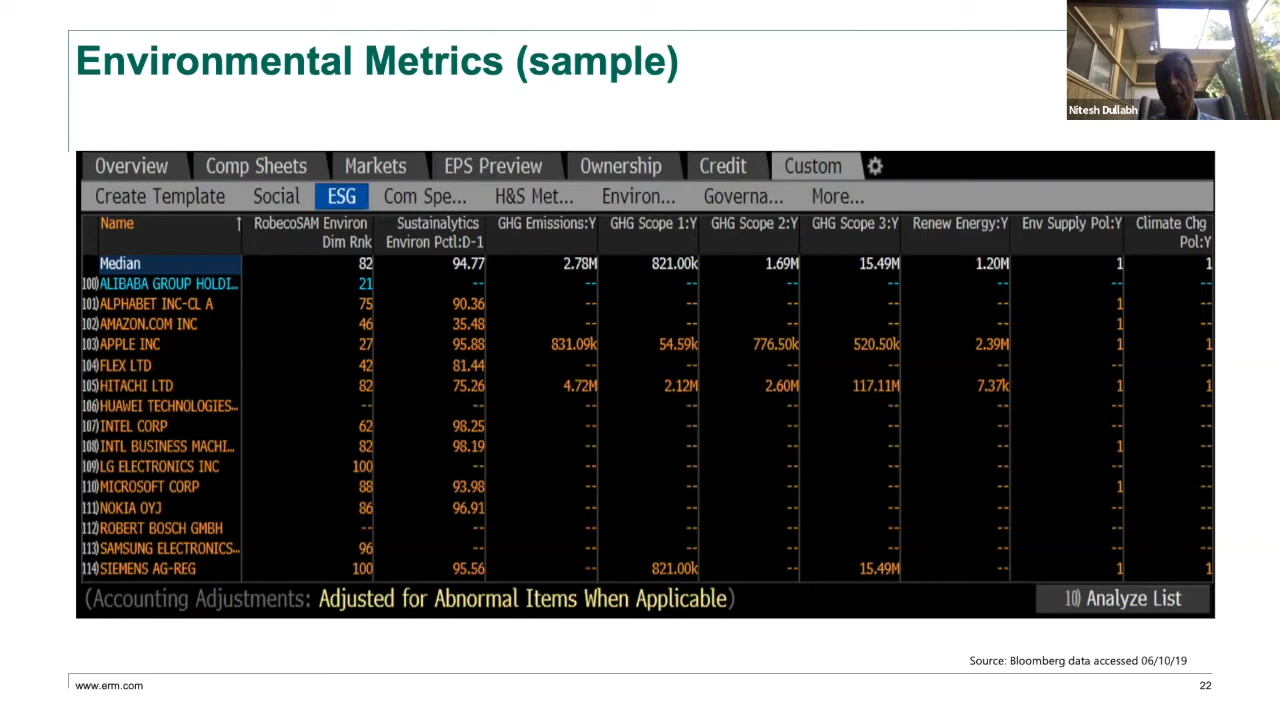 Environmental Metrics (sample)
Nitesh Dullabh
Overview Comp Sheets Markets EPS Preview Ownership Credit Custom
Create Template Social ESG Com Spe... H&S Met... Environ... Governa... More...
Name ↑ RobecoSAM Environ Dim Rnk Sustainalytics Environ Pctl:D-1 GHG Emissions:Y GHG Scope 1:Y GHG Scope 2:Y GHG Scope 3:Y Renew Energy:Y Env Supply Pol:Y Climate Chg Pol:Y
Median 82 94.77 2.78M 821.00k 1.69M 15.49M 1.20M 1 1
100) ALIBABA GROUP HOLDI... 21 -- -- -- -- -- -- -- --
101) ALPHABET INC-CL A 75 90.36 -- -- -- -- -- 1 --
102) AMAZON.COM INC 46 35.48 -- -- -- -- -- 1 --
103) APPLE INC 27 95.88 831.09k 54.59k 776.50k 520.50k 2.39M 1 1
104) FLEX LTD 42 81.44 -- -- -- -- -- -- --
105) HITACHI LTD 82 75.26 4.72M 2.12M 2.60M 117.11M 7.37k 1 1
106) HUAWEI TECHNOLOGIES... -- -- -- -- -- -- -- -- --
107) INTEL CORP 62 98.25 -- -- -- -- -- -- --
108) INTL BUSINESS MACHI... 82 98.19 -- -- -- -- -- 1 --
109) LG ELECTRONICS INC 100 -- -- -- -- -- -- -- --
110) MICROSOFT CORP 88 93.98 -- -- -- -- -- 1 --
111) NOKIA OYJ 86 96.91 -- -- -- -- -- -- --
112) ROBERT BOSCH GMBH -- -- -- -- -- -- -- -- --
113) SAMSUNG ELECTRONICS... 96 -- -- -- -- -- -- -- --
114) SIEMENS AG-REG 100 95.56 -- 821.00k -- 15.49M -- 1 1
(Accounting Adjustments: Adjusted for Abnormal Items When Applicable) 10) Analyze List
Source: Bloomberg data accessed 06/10/19
www.erm.com 22